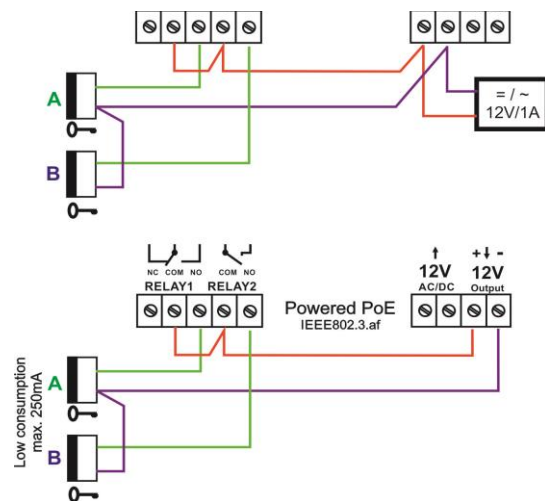 A
B
= / ~
12V/1A
NC COM NO
COM NO
RELAY1
RELAY2
Powered PoE
IEEE802.3.af
12V
AC/DC
+ -
12V
Output
Low consumption
max. 250mA
A
B